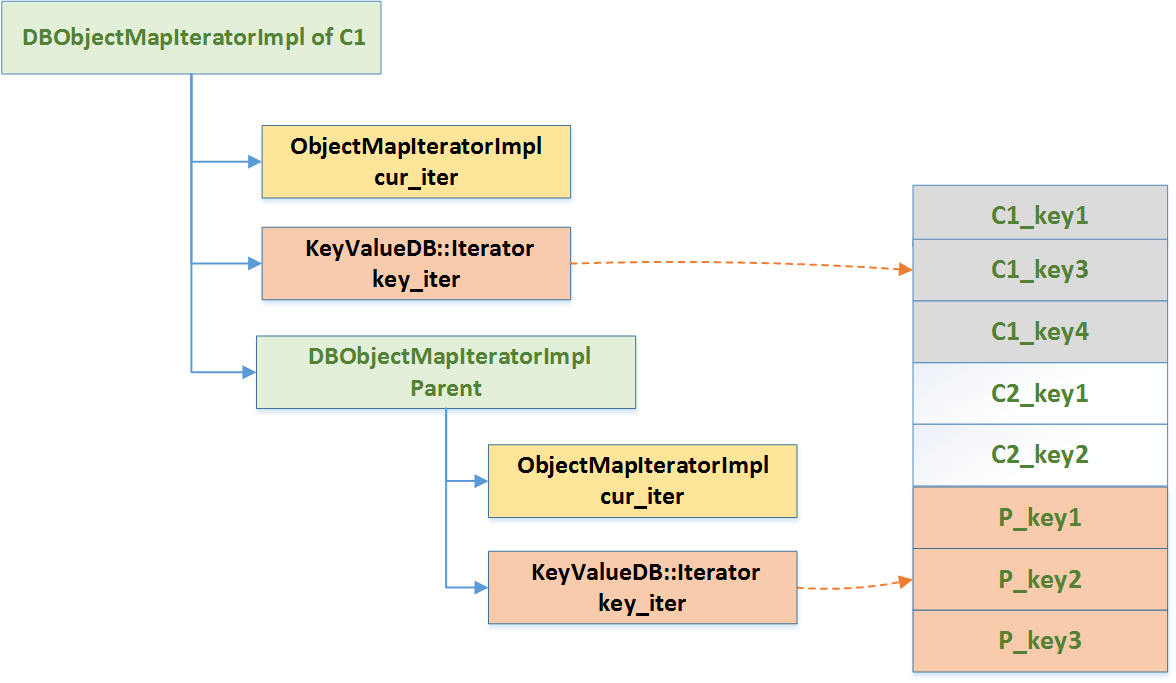 DBObjectMapIteratorImpl of C1
ObjectMapIteratorImpl
cur_iter
KeyValueDB::Iterator
key_iter
DBObjectMapIteratorImpl
Parent
ObjectMapIteratorImpl
cur_iter
KeyValueDB::Iterator
key_iter
C1_key1
C1_key3
C1_key4
C2_key1
C2_key2
P_key1
P_key2
P_key3